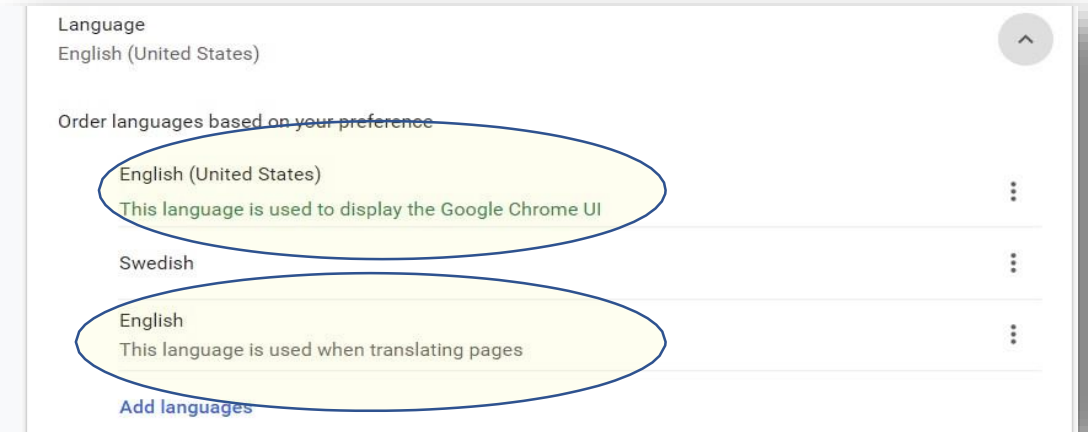 Language
English (United States)
Order languages based on your preference
English (United States)
This language is used to display the Google Chrome UI
Swedish
English
This language is used when translating pages
Add languages